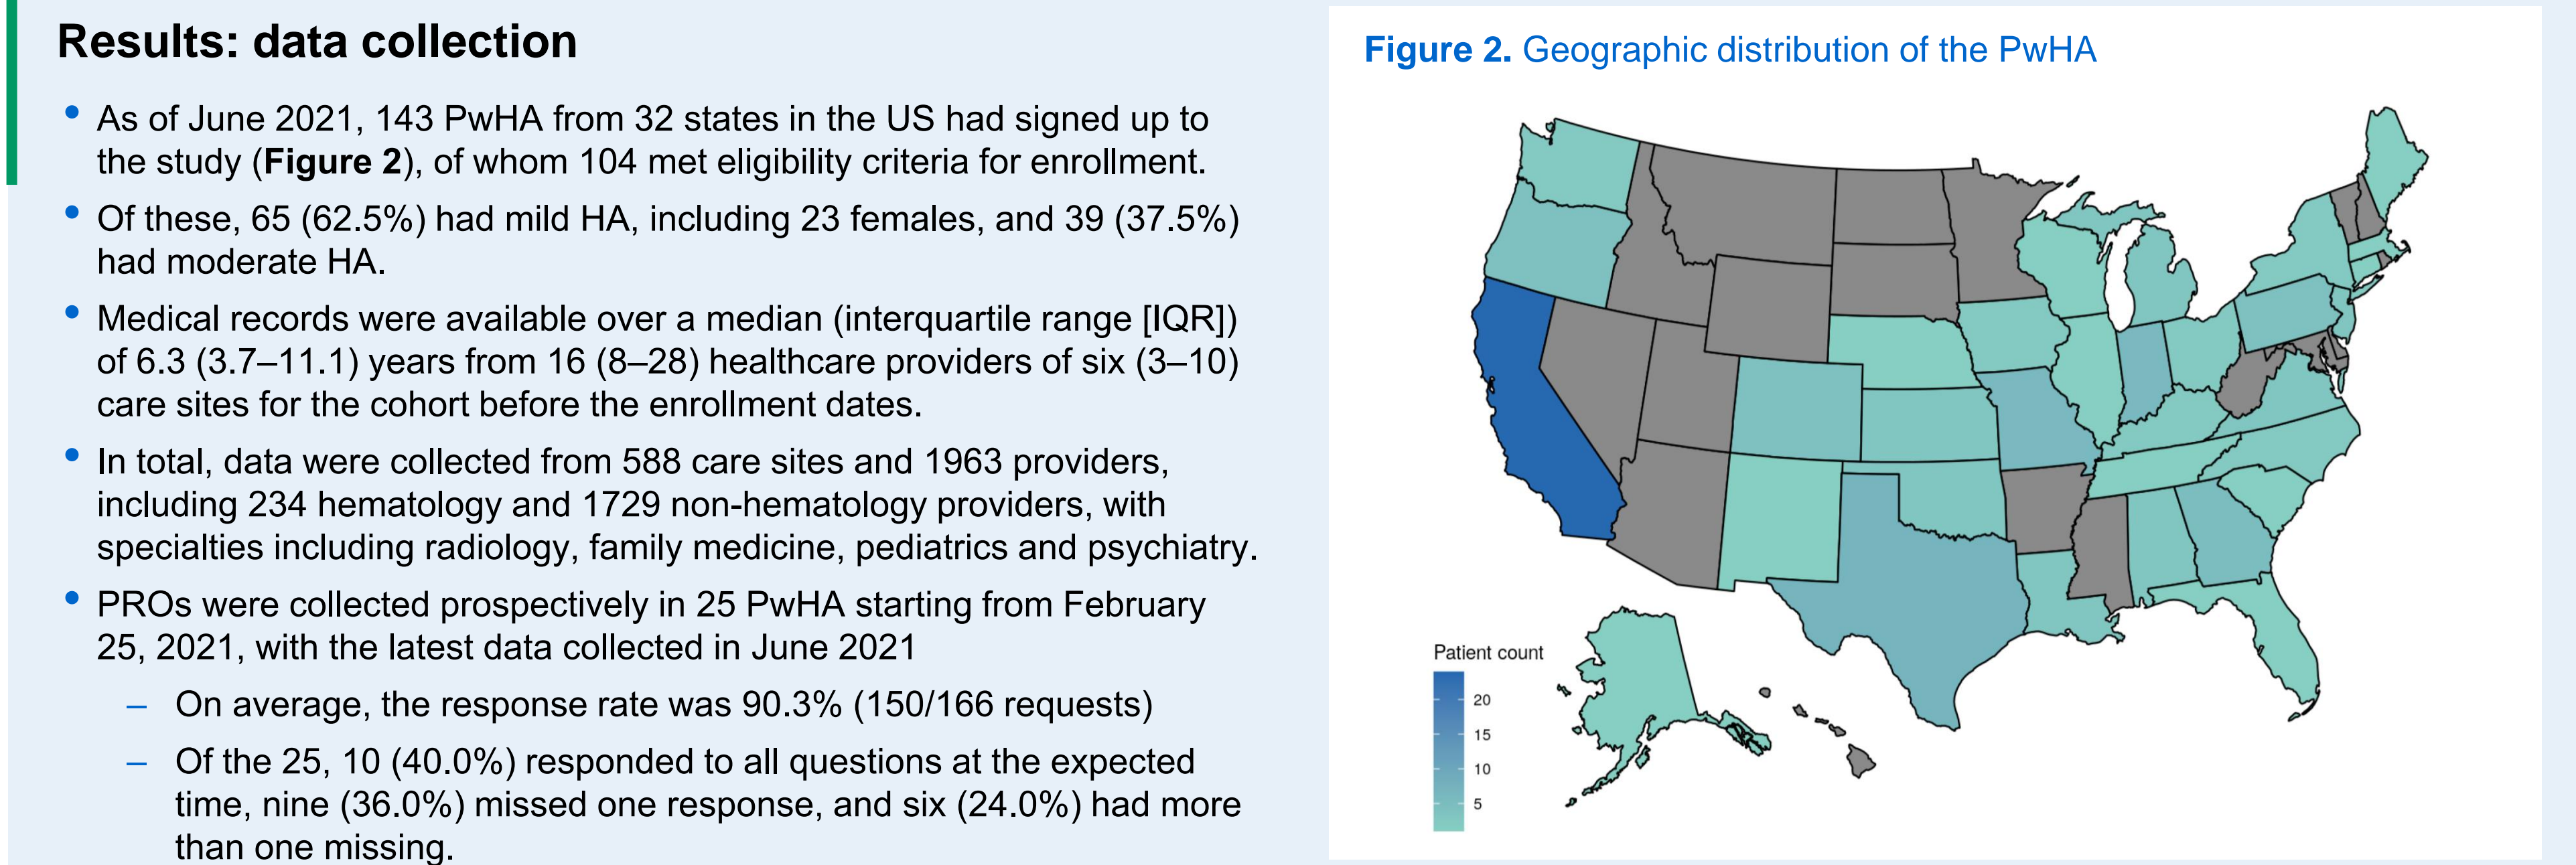 Results: data collection
• As of June 2021, 143 PwHA from 32 states in the US had signed up to
the study (Figure 2), of whom 104 met eligibility criteria for enrollment.
• Of these, 65 (62.5%) had mild HA, including 23 females, and 39 (37.5%)
had moderate HA.
• Medical records were available over a median (interquartile range [IQR])
of 6.3 (3.7–11.1) years from 16 (8–28) healthcare providers of six (3–10)
care sites for the cohort before the enrollment dates.
• In total, data were collected from 588 care sites and 1963 providers,
including 234 hematology and 1729 non-hematology providers, with
specialties including radiology, family medicine, pediatrics and psychiatry.
• PROs were collected prospectively in 25 PwHA starting from February
25, 2021, with the latest data collected in June 2021
– On average, the response rate was 90.3% (150/166 requests)
– Of the 25, 10 (40.0%) responded to all questions at the expected
time, nine (36.0%) missed one response, and six (24.0%) had more
than one missing.
Figure 2. Geographic distribution of the PwHA
Patient count
20
15
10
5